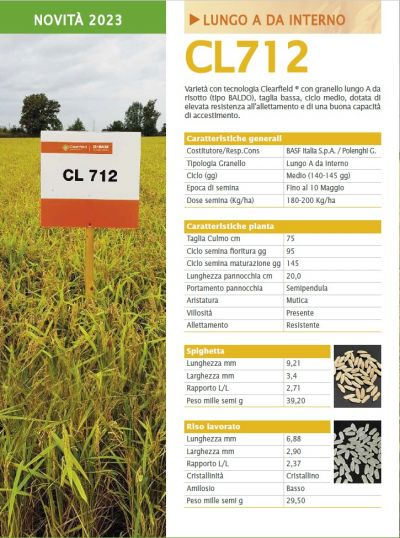 NOVITÀ 2023
LUNGO A DA INTERNO
CL712
Varietà con tecnologia Clearfield ® con granello lungo A da
risotto (tipo BALDO), taglia bassa, ciclo medio, dotata di
elevata resistenza all'allettamento e di una buona capacità
di accestimento.
Caratteristiche generali
Costitutore/Resp.Cons BASF Italia S.p.A. / Polenghi G.
Tipologia Granello Lungo A da interno
Ciclo (gg) Medio (140-145 gg)
Epoca di semina Fino al 10 Maggio
Dose semina (Kg/ha) 180-200 Kg/ha
Caratteristiche pianta
Taglia Culmo cm 75
Ciclo semina fioritura gg 95
Ciclo semina maturazione gg 145
Lunghezza pannocchia cm 20,0
Portamento pannocchia Semipendula
Aristatura Mutica
Villosità Presente
Allettamento Resistente
Spighetta
Lunghezza mm 9,21
Larghezza mm 3,4
Rapporto L/L 2,71
Peso mille semi g 39,20
Riso lavorato
Lunghezza mm 6,88
Larghezza mm 2,90
Rapporto L/L 2,37
Cristallinità Cristallino
Amilosio Basso
Peso mille semi g 29,50
Clearfield BASF
CL 712